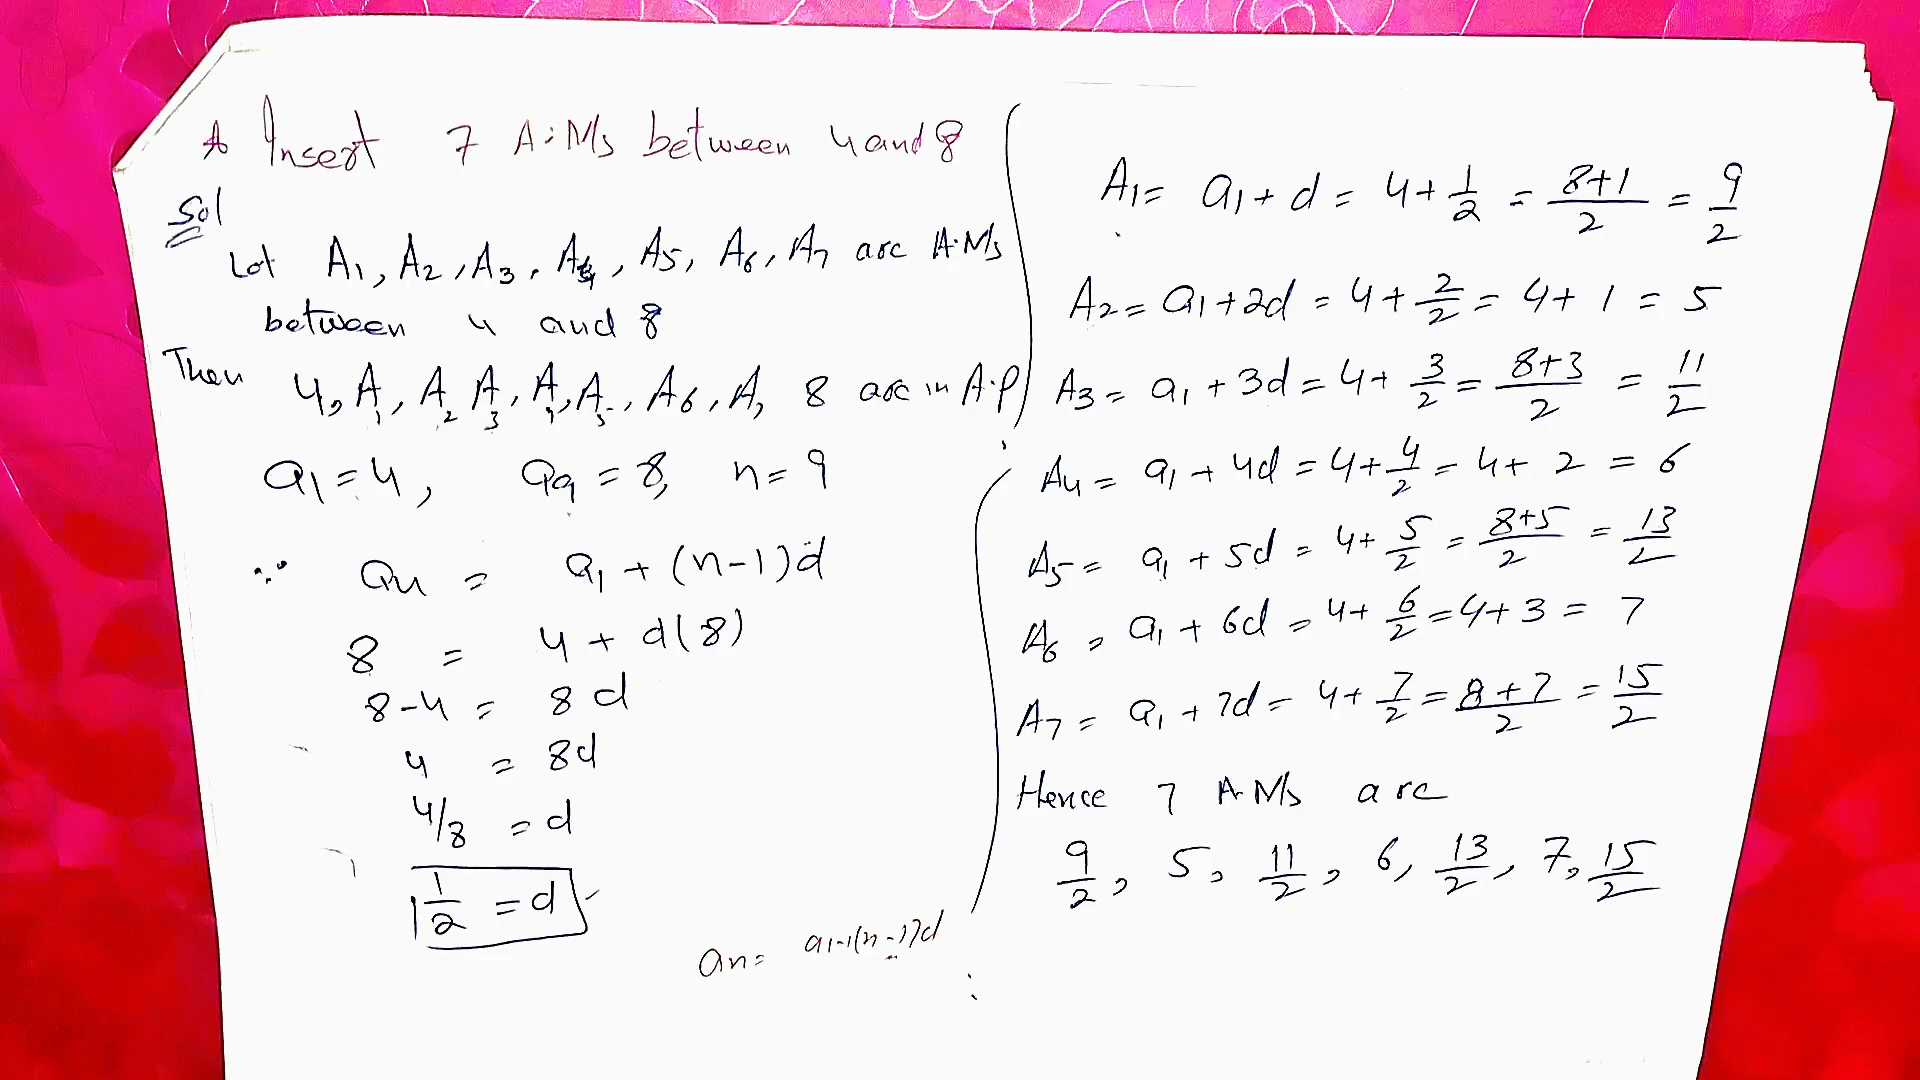 Insert 7 A.Ms between 4 and 8
Sol
Let A1, A2, A3, A4, A5, A6, A7 are A.Ms
between 4 and 8
Then 4, A1, A2 A3, A4, A5, A6, A7 8 are in A.P
a1 = 4, a9 = 8, n = 9
∵ an = a1 + (n-1)d
8 = 4 + d(8)
8-4 = 8d
4 = 8d
4/8 = d
1/2 = d
an =
A1 = a1 + d = 4 + 1/2 = (8+1)/2 = 9/2
A2 = a1 + 2d = 4 + 2/2 = 4 + 1 = 5
A3 = a1 + 3d = 4 + 3/2 = (8+3)/2 = 11/2
A4 = a1 + 4d = 4 + 4/2 = 4 + 2 = 6
A5 = a1 + 5d = 4 + 5/2 = (8+5)/2 = 13/2
A6 = a1 + 6d = 4 + 6/2 = 4 + 3 = 7
A7 = a1 + 7d = 4 + 7/2 = (8+7)/2 = 15/2
Hence 7 A.Ms are
9/2, 5, 11/2, 6, 13/2, 7, 15/2